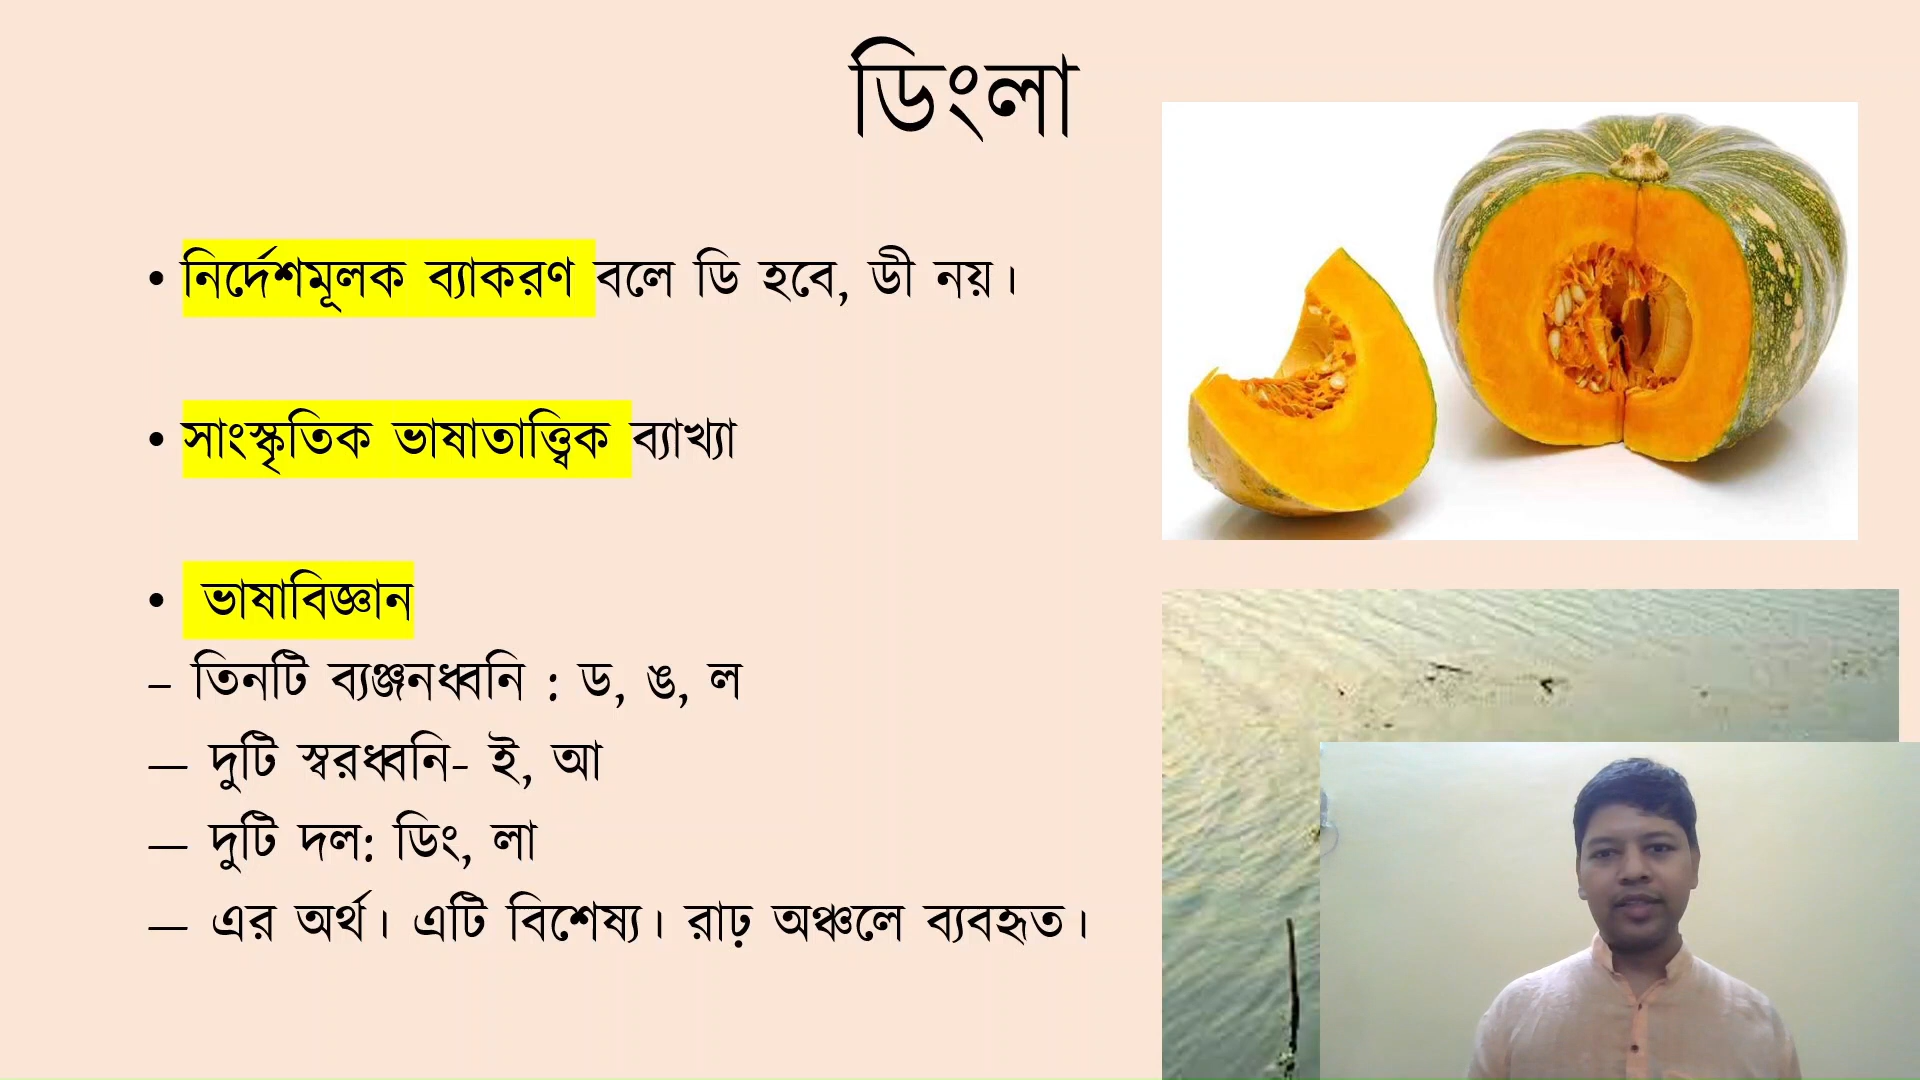 ডিংলা
• নির্দেশমূলক ব্যাকরণ বলে ডি হবে, ডী নয়।
• সাংস্কৃতিক ভাষাতাত্ত্বিক ব্যাখ্যা
• ভাষাবিজ্ঞান
– তিনটি ব্যঞ্জনধ্বনি : ড, ঙ, ল
— দুটি স্বরধ্বনি- ই, আ
— দুটি দল: ডিং, লা
— এর অর্থ। এটি বিশেষ্য। রাঢ় অঞ্চলে ব্যবহৃত।